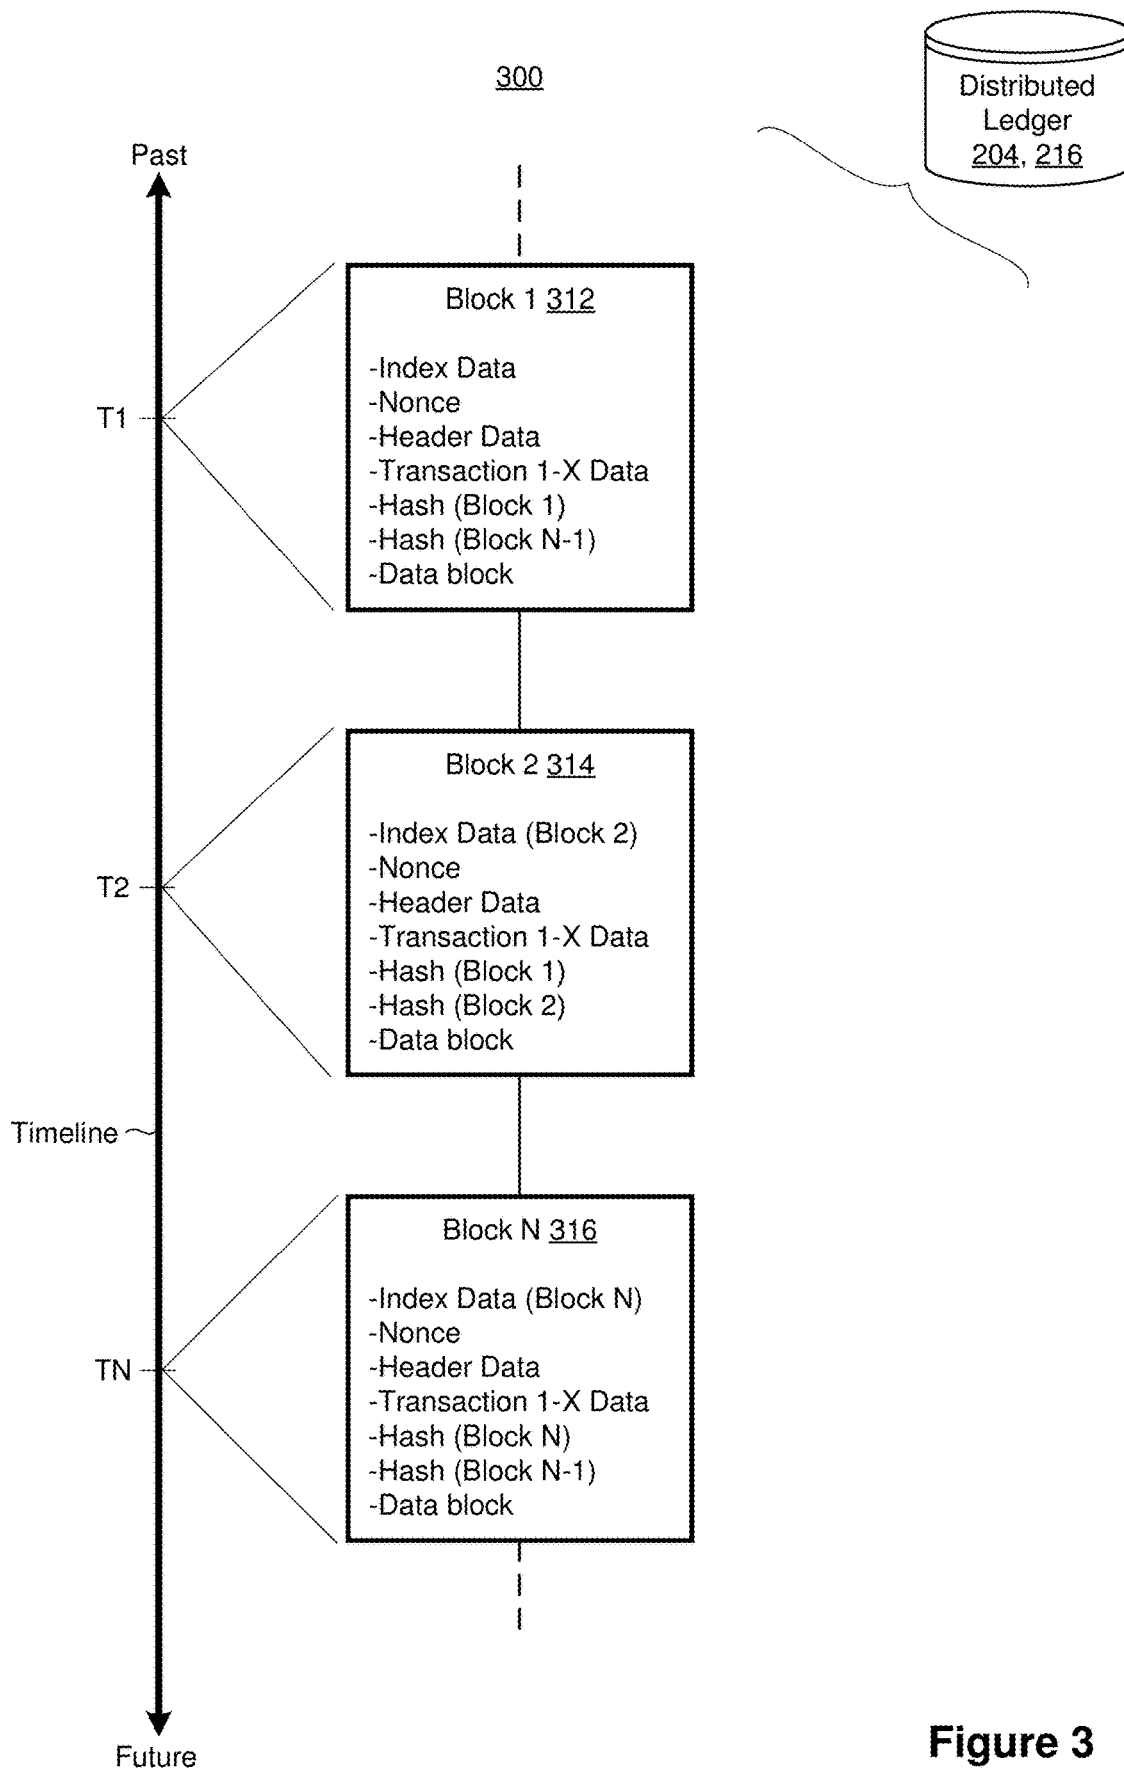 300
Distributed
Ledger
204, 216
Past
Block 1 312
-Index Data
-Nonce
-Header Data
-Transaction 1-X Data
-Hash (Block 1)
-Hash (Block N-1)
-Data block
T1
Block 2 314
-Index Data (Block 2)
-Nonce
-Header Data
-Transaction 1-X Data
-Hash (Block 1)
-Hash (Block 2)
-Data block
T2
Timeline
Block N 316
-Index Data (Block N)
-Nonce
-Header Data
-Transaction 1-X Data
-Hash (Block N)
-Hash (Block N-1)
-Data block
TN
Future
Figure 3